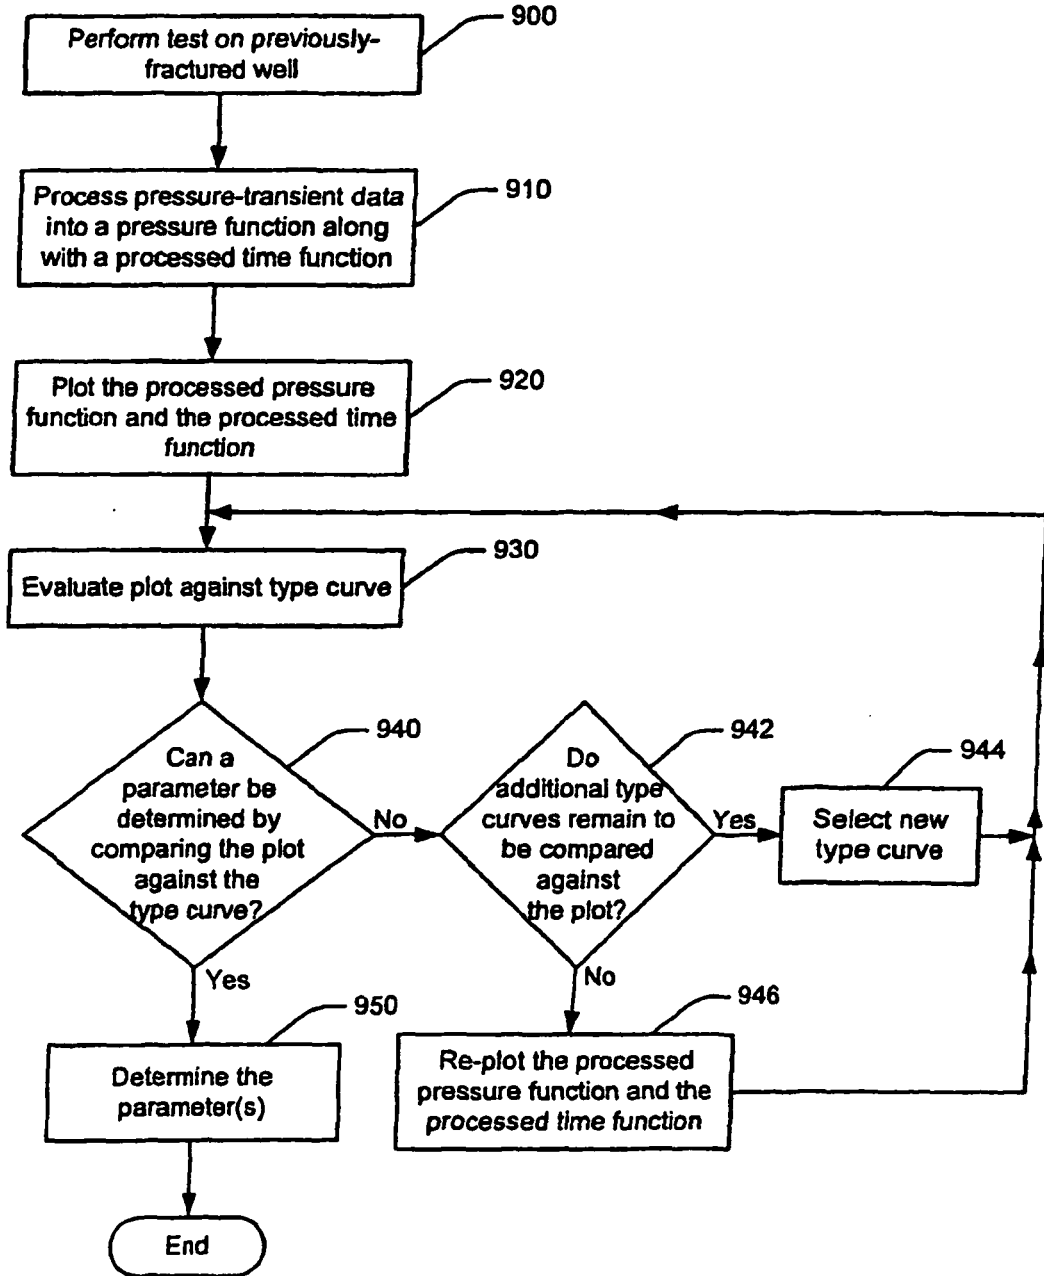 900
Perform test on previously-
fractured well
910
Process pressure-transient data
into a pressure function along
with a processed time function
920
Plot the processed pressure
function and the processed time
function
930
Evaluate plot against type curve
940
Can a
parameter be
determined by
comparing the plot
against the
type curve?
No
942
Do
additional type
curves remain to
be compared
against
the plot?
Yes
944
Select new
type curve
Yes
No
950
Determine the
parameter(s)
946
Re-plot the processed
pressure function and the
processed time function
End